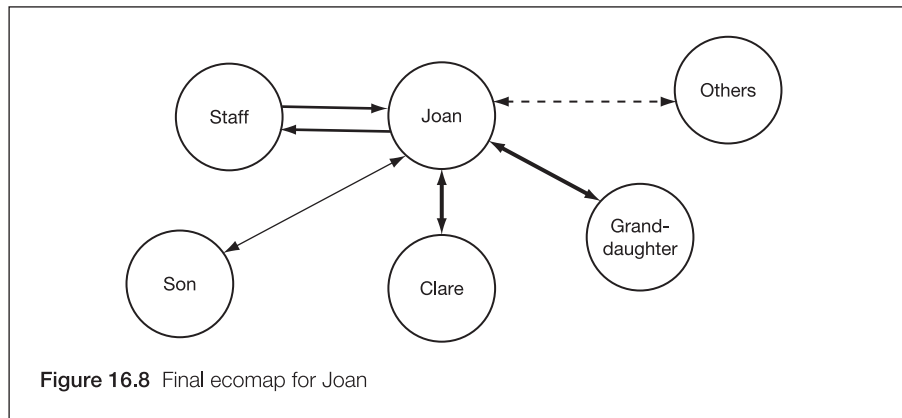 Staff
Joan
Others
Grand-
daughter
Son
Clare
Figure 16.8 Final ecomap for Joan